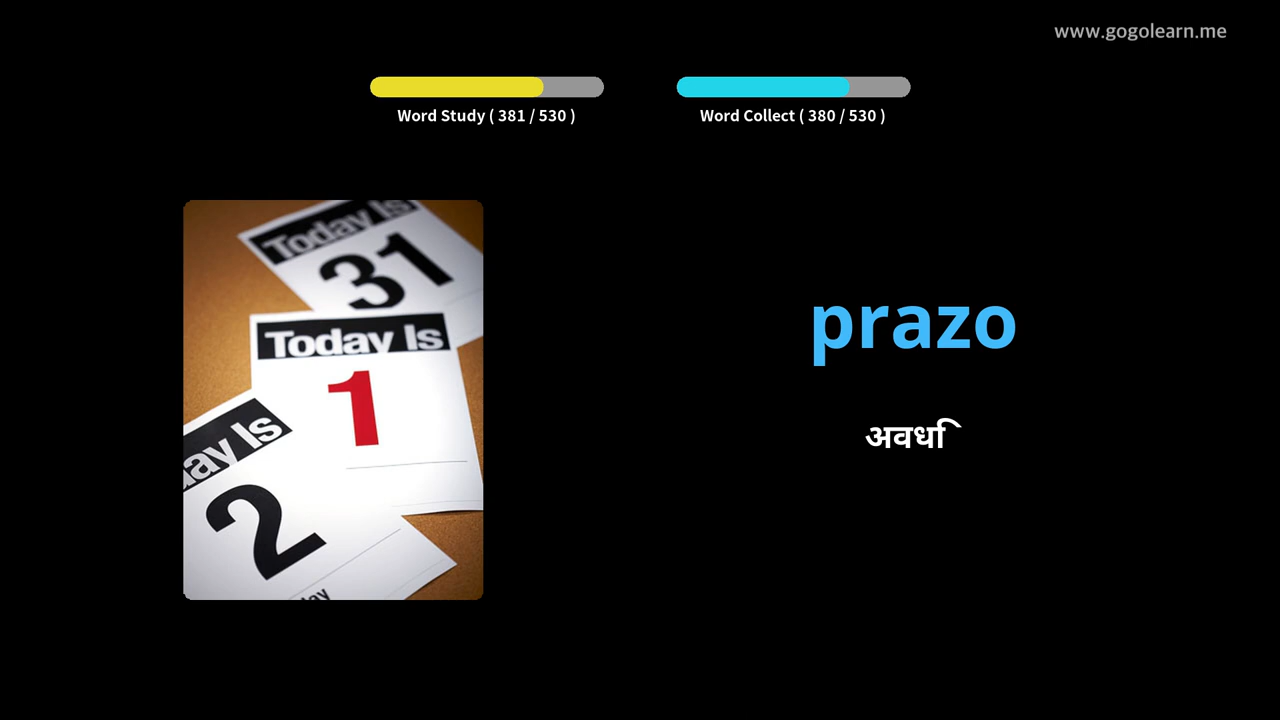 www.gogolearn.me
Word Study ( 381 / 530 )
Word Collect ( 380 / 530 )
Today Is
31
Today Is
1
ay Is
2
prazo
अवधि